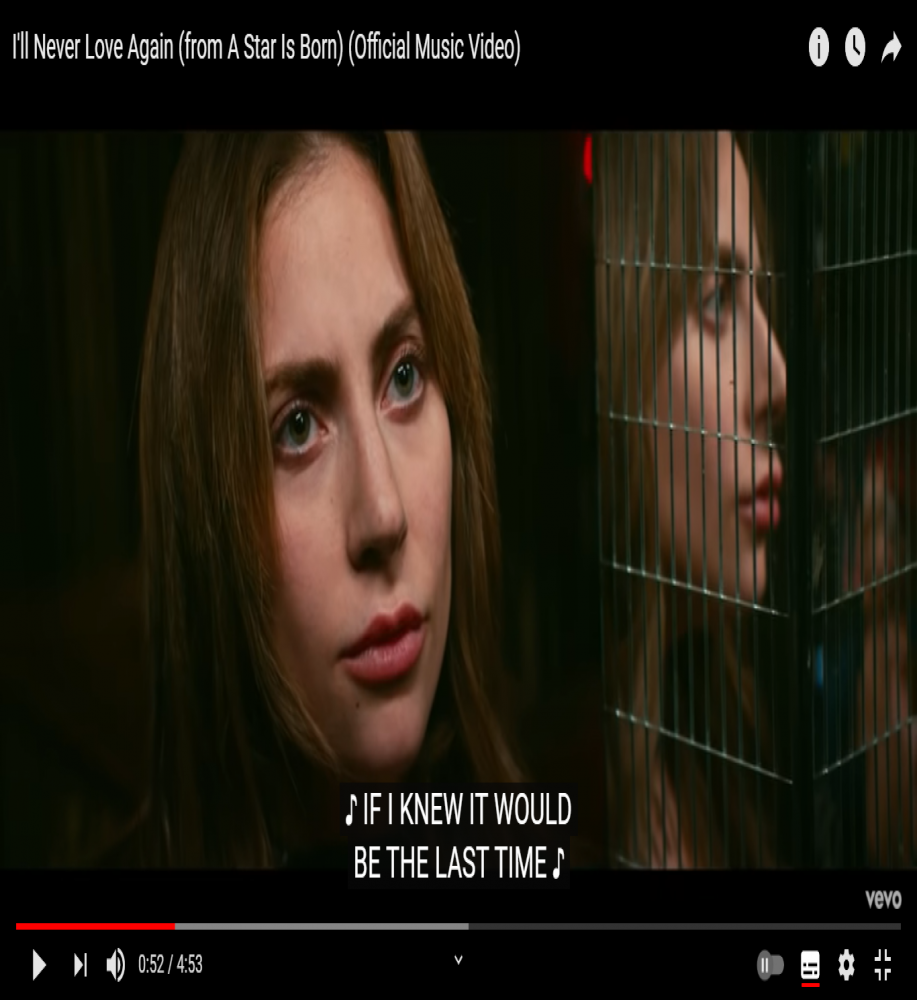 I'll Never Love Again (from A Star Is Born) (Official Music Video)
♪ IF I KNEW IT WOULD
BE THE LAST TIME ♪
vevo
0:52 / 4:53